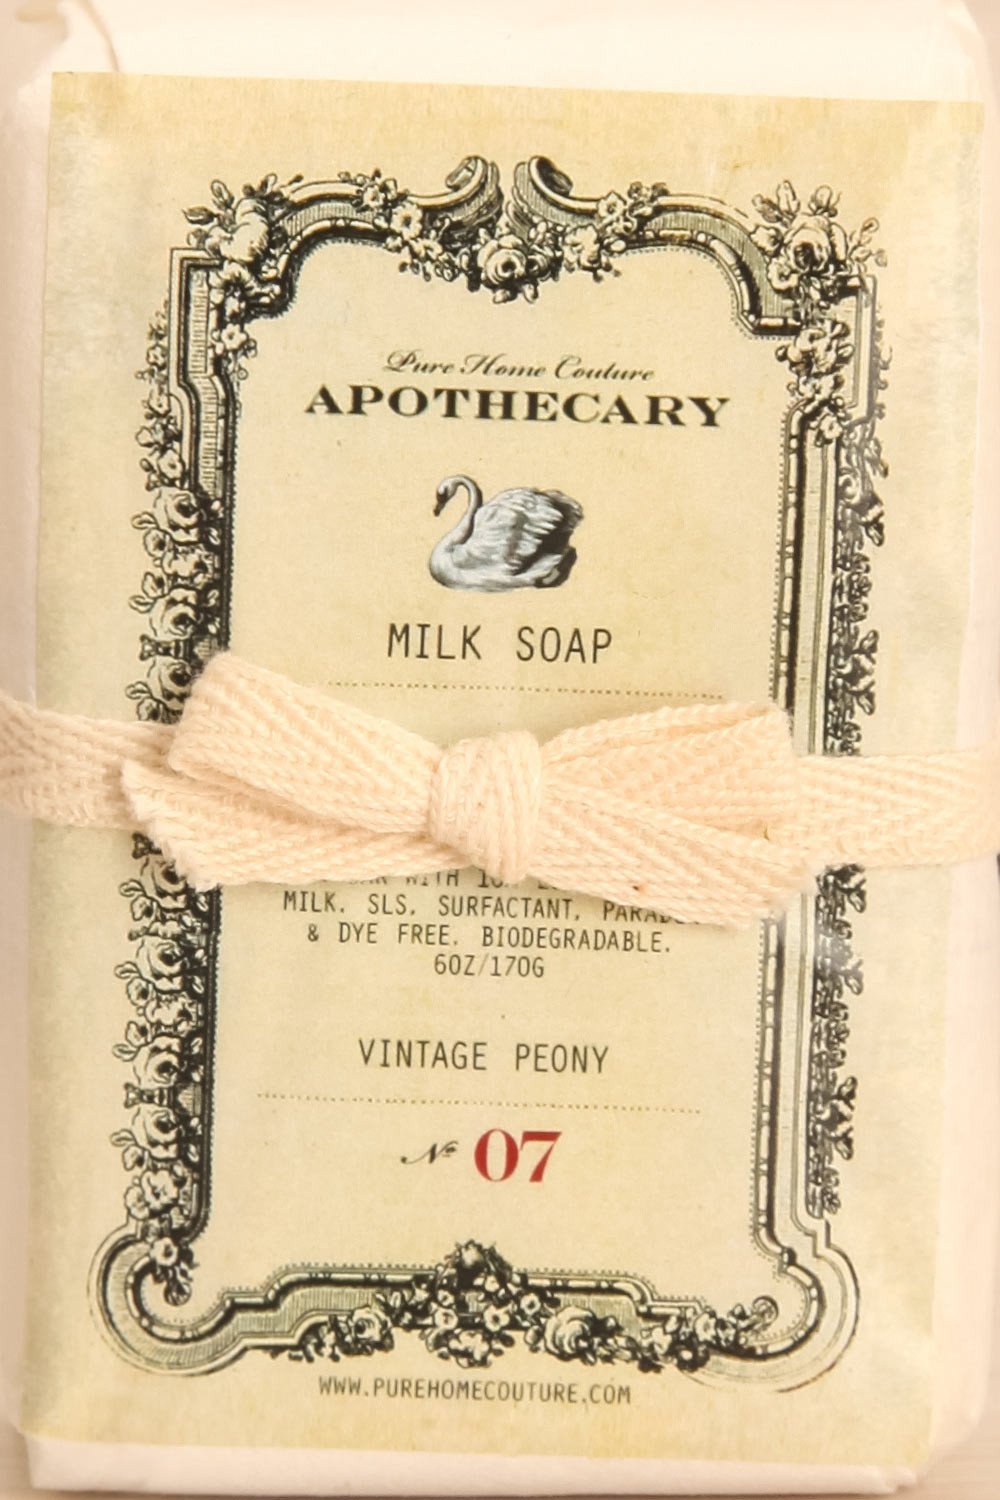 Pure Home Couture
APOTHECARY
MILK SOAP
WITH
MILK. SLS, SURFACTANT,
& DYE FREE. BIODEGRADABLE.
6OZ/170G
VINTAGE PEONY
No 07
WWW.PUREHOMECOUTURE.COM